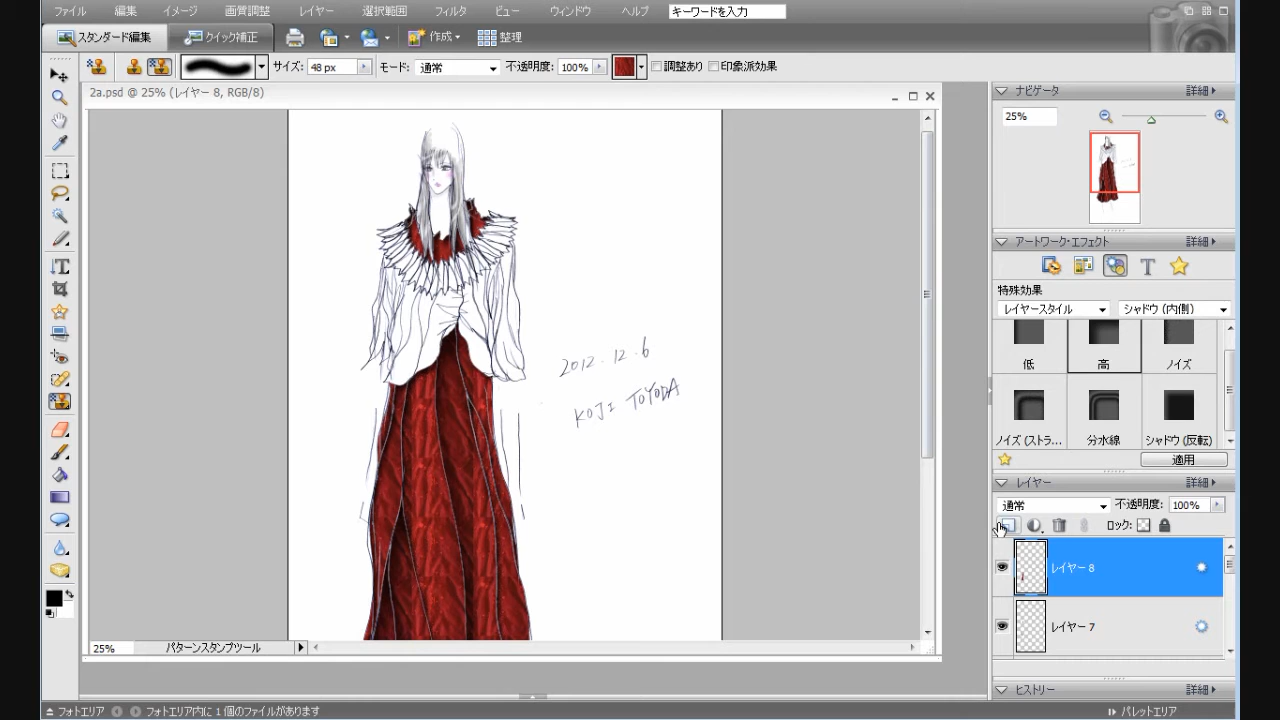 ファイル 編集 イメージ 画質調整 レイヤー 選択範囲 フィルタ ビュー ウィンドウ ヘルプ キーワードを入力
スタンダード編集 クイック補正 作成 整理
サイズ: 48 px モード: 通常 不透明度: 100% 調整あり 印象派効果
2a.psd @ 25% (レイヤー 8, RGB/8)
2012.12.6
KOJI TOYODA
25% パターンスタンプツール
ナビゲータ 詳細
25%
アートワーク・エフェクト 詳細
特殊効果
レイヤースタイル シャドウ (内側)
低 高 ノイズ
ノイズ (ストラ... 分水線 シャドウ (反転)
適用
レイヤー 詳細
通常 不透明度: 100%
ロック:
レイヤー 8
レイヤー 7
ヒストリー 詳細
フォトエリア フォトエリア内に 1 個のファイルがあります パレットエリア